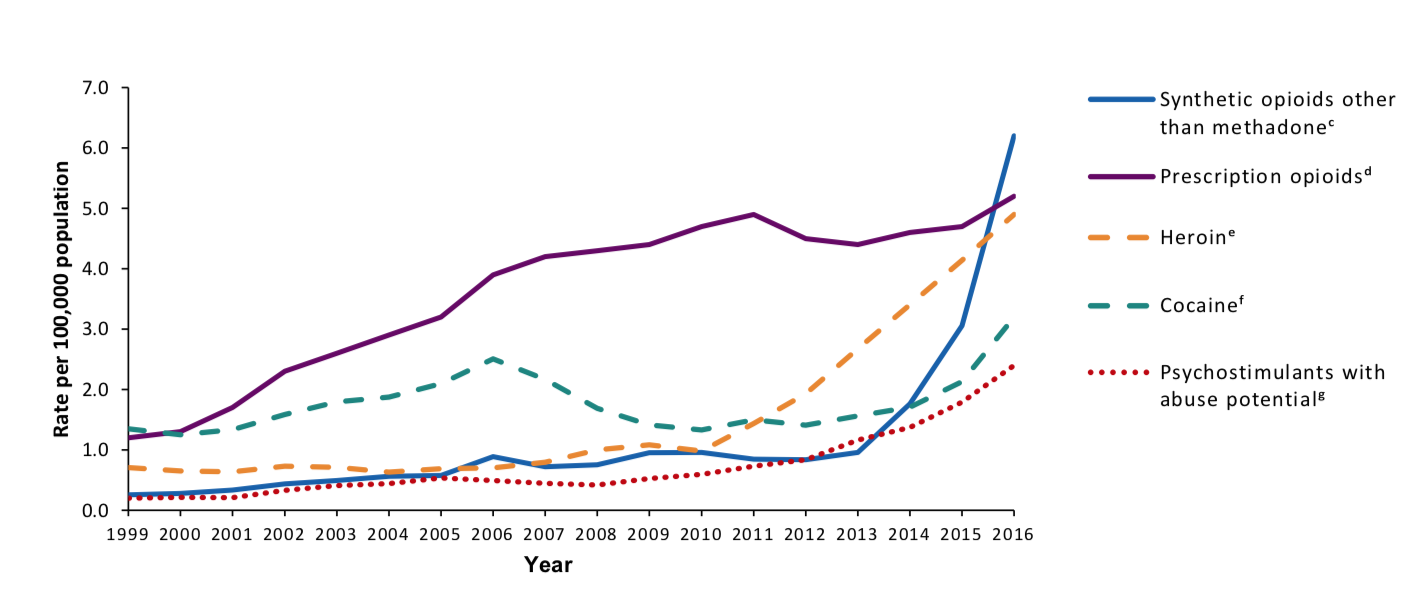 7.0
6.0
5.0
4.0
3.0
2.0
1.0
0.0
Rate per 100,000 population
1999 2000 2001 2002 2003 2004 2005 2006 2007 2008 2009 2010 2011 2012 2013 2014 2015 2016
Year
Synthetic opioids other
than methadoneᶜ
Prescription opioidsᵈ
Heroinᵉ
Cocaineᶠ
Psychostimulants with
abuse potentialᵍ